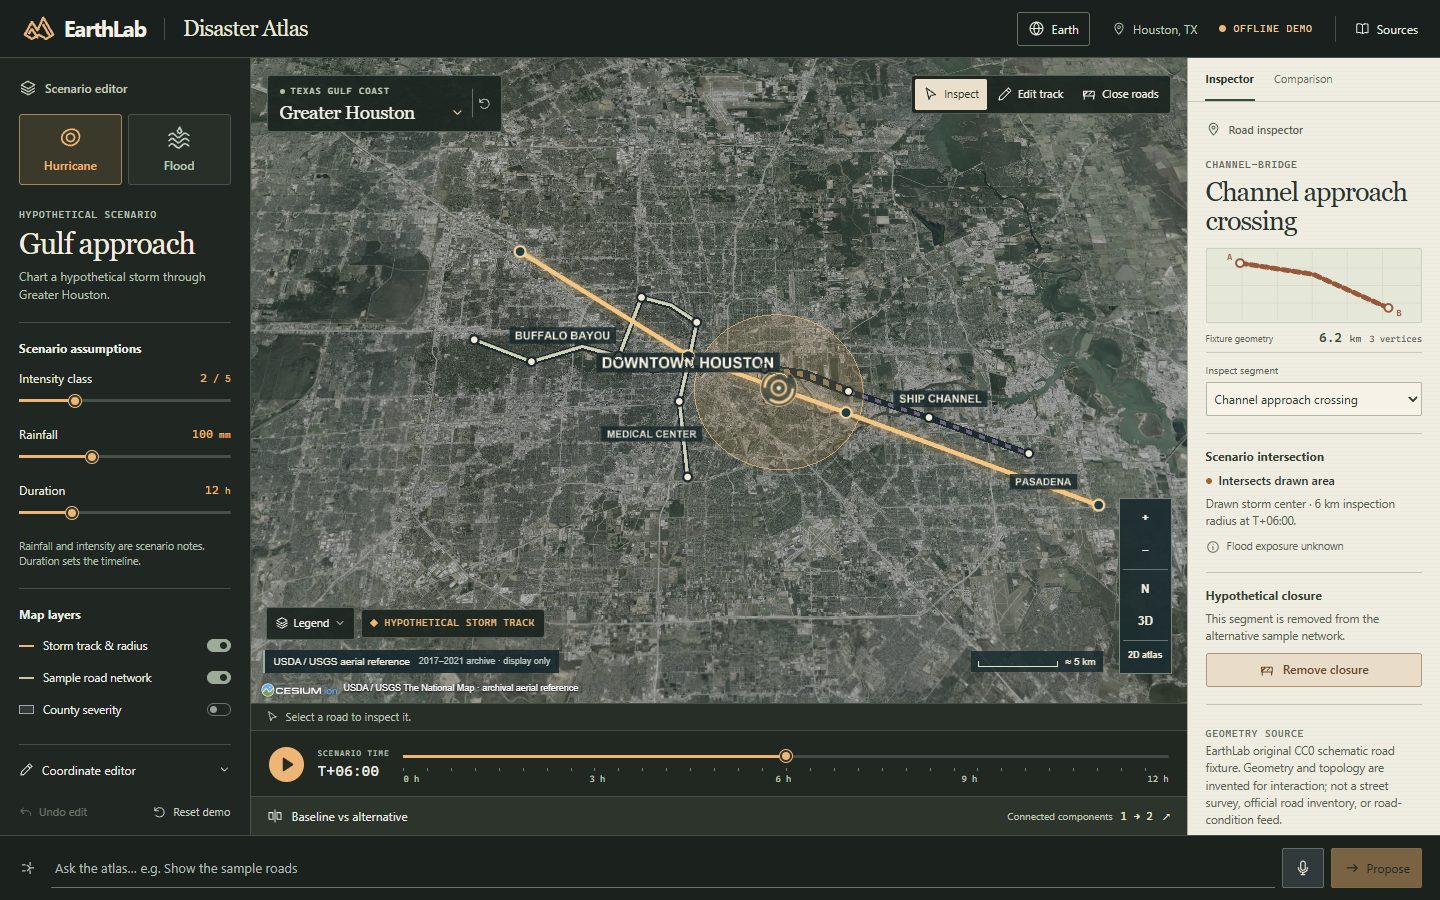 EarthLab
Disaster Atlas
Earth
Houston, TX
OFFLINE DEMO
Sources
Scenario editor
Hurricane
Flood
HYPOTHETICAL SCENARIO
Gulf approach
Chart a hypothetical storm through
Greater Houston.
Scenario assumptions
Intensity class 2 / 5
Rainfall 100 mm
Duration 12 h
Rainfall and intensity are scenario notes.
Duration sets the timeline.
Map layers
Storm track & radius
Sample road network
County severity
Coordinate editor
Undo edit
Reset demo
TEXAS GULF COAST
Greater Houston
Inspect
Edit track
Close roads
BUFFALO BAYOU
DOWNTOWN HOUSTON
SHIP CHANNEL
MEDICAL CENTER
PASADENA
+
−
N
3D
2D atlas
Legend
HYPOTHETICAL STORM TRACK
USDA / USGS aerial reference 2017–2021 archive · display only
≈ 5 km
CESIUM ion USDA / USGS The National Map · archival aerial reference
Select a road to inspect it.
SCENARIO TIME
T+06:00
0 h 3 h 6 h 9 h 12 h
Baseline vs alternative
Connected components 1 → 2 ↗
Inspector
Comparison
Road inspector
CHANNEL-BRIDGE
Channel approach
crossing
A
B
Fixture geometry 6.2 km 3 vertices
Inspect segment
Channel approach crossing
Scenario intersection
Intersects drawn area
Drawn storm center · 6 km inspection
radius at T+06:00.
Flood exposure unknown
Hypothetical closure
This segment is removed from the
alternative sample network.
Remove closure
GEOMETRY SOURCE
EarthLab original CC0 schematic road
fixture. Geometry and topology are
invented for interaction; not a street
survey, official road inventory, or road-
condition feed.
Ask the atlas... e.g. Show the sample roads
Propose